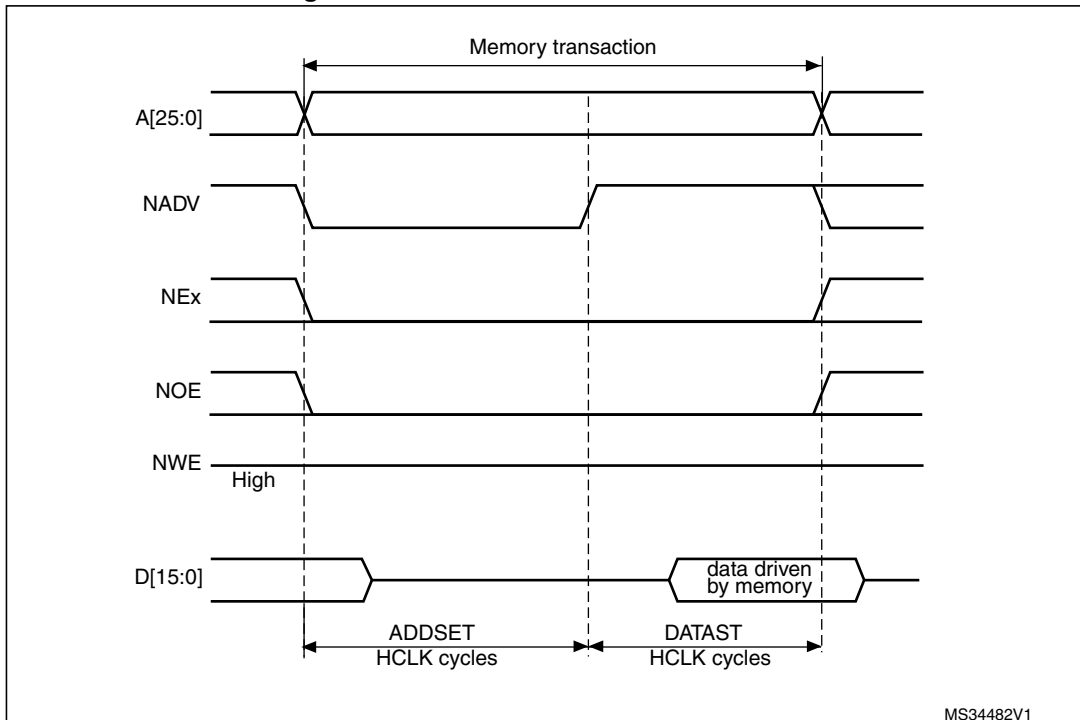 Memory transaction
A[25:0]
NADV
NEx
NOE
NWE
High
D[15:0]
data driven
by memory
ADDSET
HCLK cycles
DATAST
HCLK cycles
MS34482V1